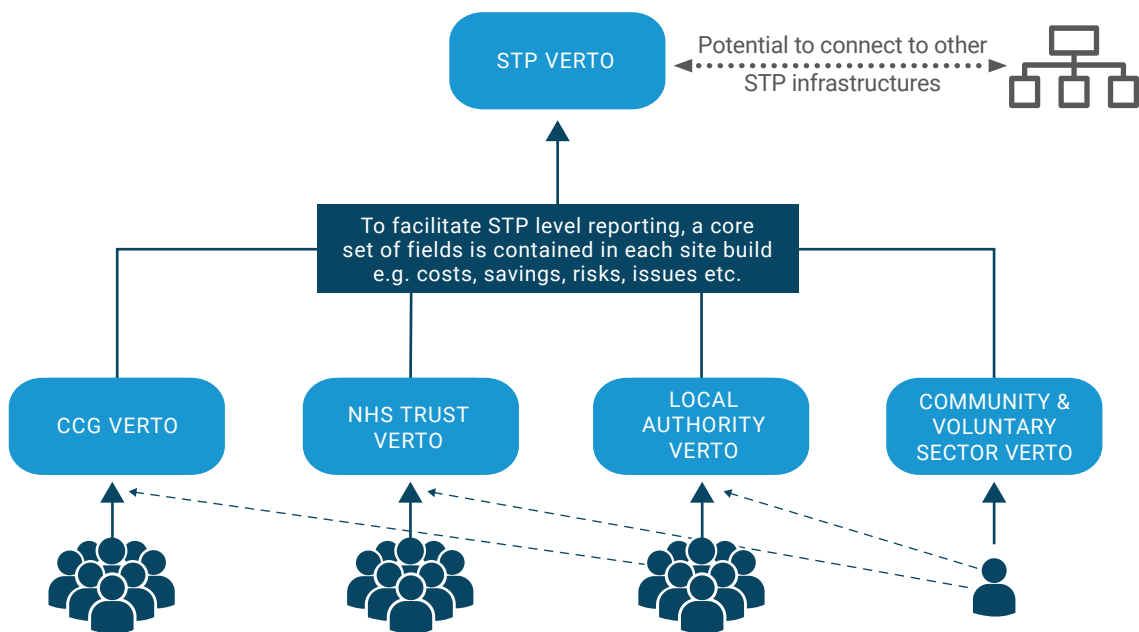 STP VERTO
Potential to connect to other
STP infrastructures
To facilitate STP level reporting, a core
set of fields is contained in each site build
e.g. costs, savings, risks, issues etc.
CCG VERTO
NHS TRUST
VERTO
LOCAL
AUTHORITY
VERTO
COMMUNITY &
VOLUNTARY
SECTOR VERTO